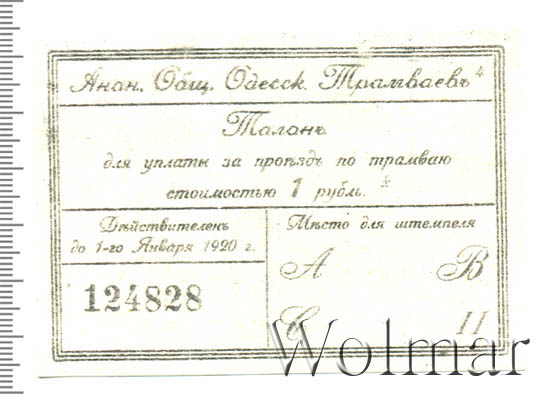 Анон. Общ. Одесск. Трамваевъ
Талонъ
для уплаты за проѣздъ по трамваю
стоимостью 1 рубль.
Дѣйствителенъ
до 1-го Января 1920 г.
124828
Мѣсто для штемпеля
А В
С
Wolmar